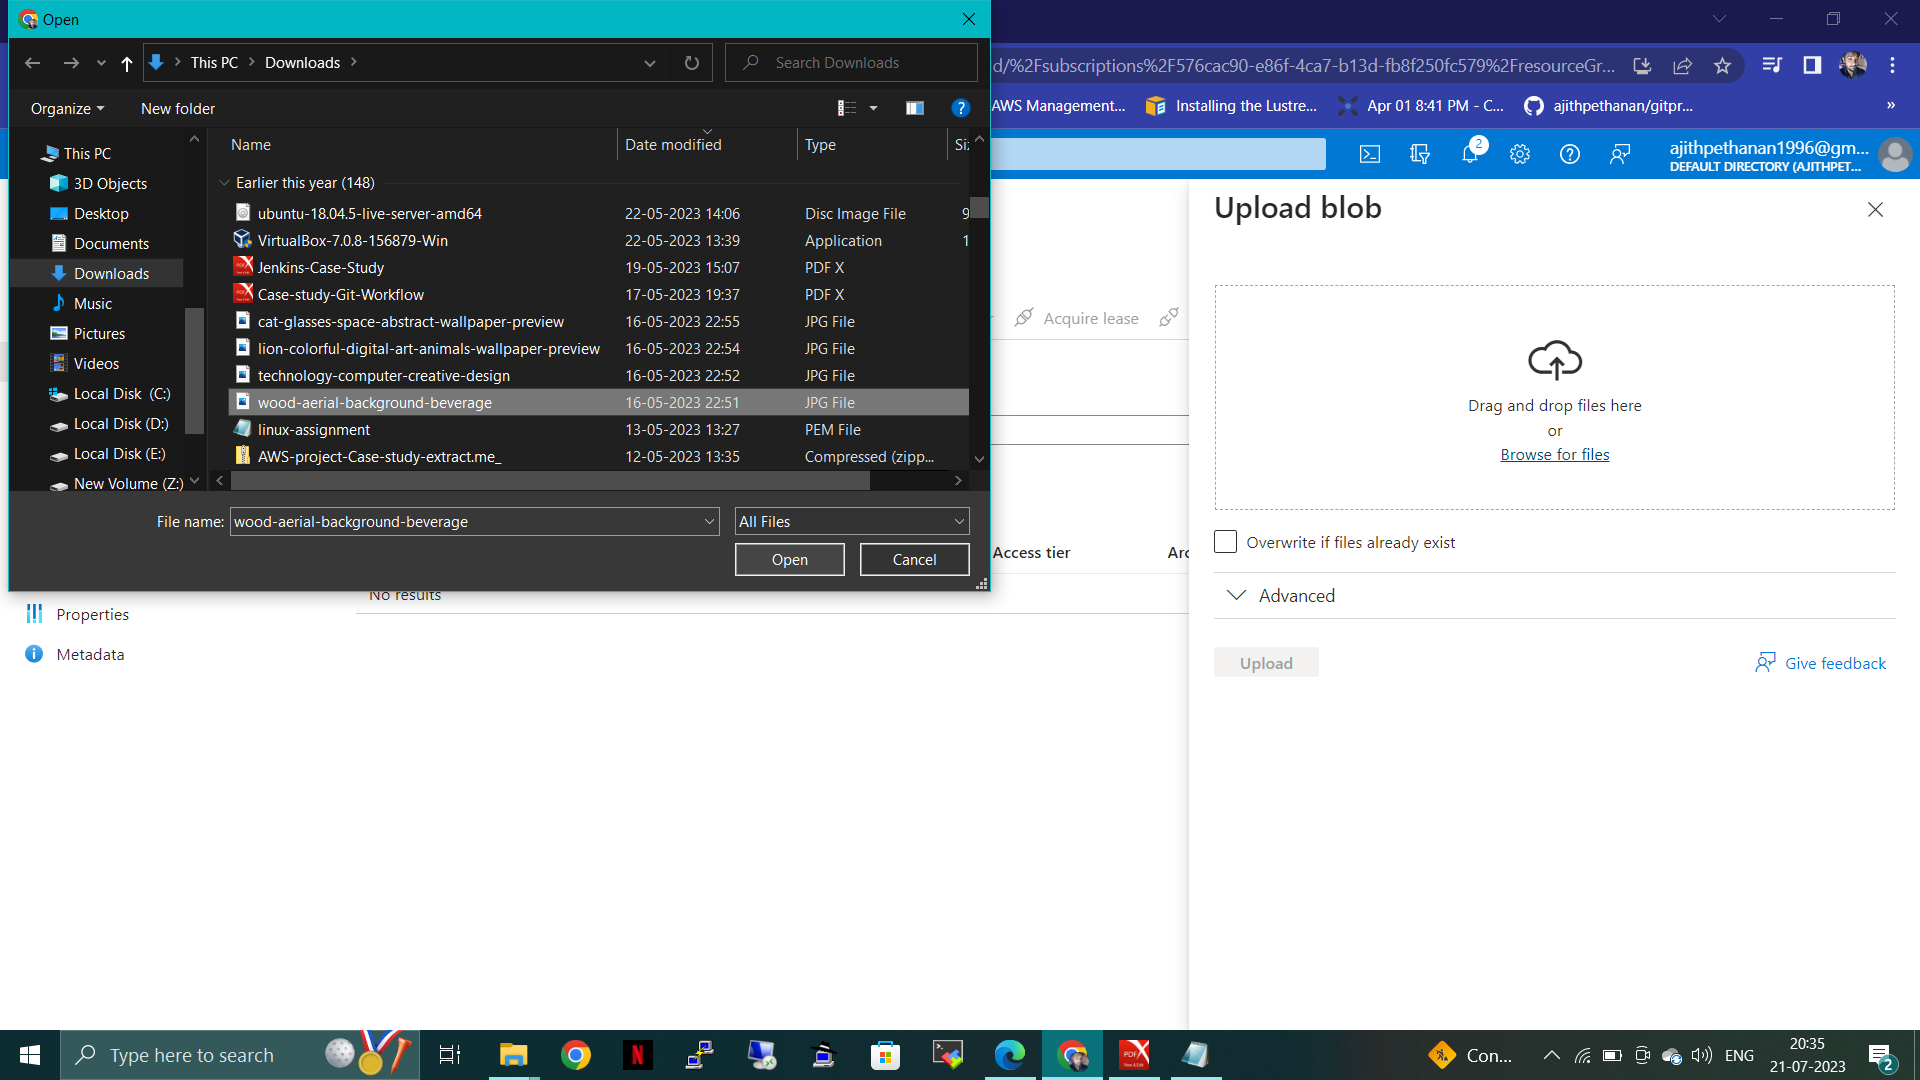 Open
This PC
Downloads
Search Downloads
Organize
New folder
Name
Date modified
Type
This PC
3D Objects
Desktop
Documents
Downloads
Music
Pictures
Videos
Local Disk (C:)
Local Disk (D:)
Local Disk (E:)
New Volume (Z:)
Earlier this year (148)
ubuntu-18.04.5-live-server-amd64 22-05-2023 14:06 Disc Image File 9
VirtualBox-7.0.8-156879-Win 22-05-2023 13:39 Application 1
Jenkins-Case-Study 19-05-2023 15:07 PDF X
Case-study-Git-Workflow 17-05-2023 19:37 PDF X
cat-glasses-space-abstract-wallpaper-preview 16-05-2023 22:55 JPG File
lion-colorful-digital-art-animals-wallpaper-preview 16-05-2023 22:54 JPG File
technology-computer-creative-design 16-05-2023 22:52 JPG File
wood-aerial-background-beverage 16-05-2023 22:51 JPG File
linux-assignment 13-05-2023 13:27 PEM File
AWS-project-Case-study-extract.me_ 12-05-2023 13:35 Compressed (zipp...
File name: wood-aerial-background-beverage
All Files
Open
Cancel
d/%2Fsubscriptions%2F576cac90-e86f-4ca7-b13d-fb8f250fc579%2FresourceGr...
AWS Management...
Installing the Lustre...
Apr 01 8:41 PM - C...
ajithpethanan/gitpr...
»
2
ajithpethanan1996@gm...
DEFAULT DIRECTORY (AJITHPET...
Acquire lease
Access tier
No results
Properties
Metadata
Upload blob
Drag and drop files here
or
Browse for files
Overwrite if files already exist
Advanced
Upload
Give feedback
Type here to search
Con...
ENG
20:35
21-07-2023
2